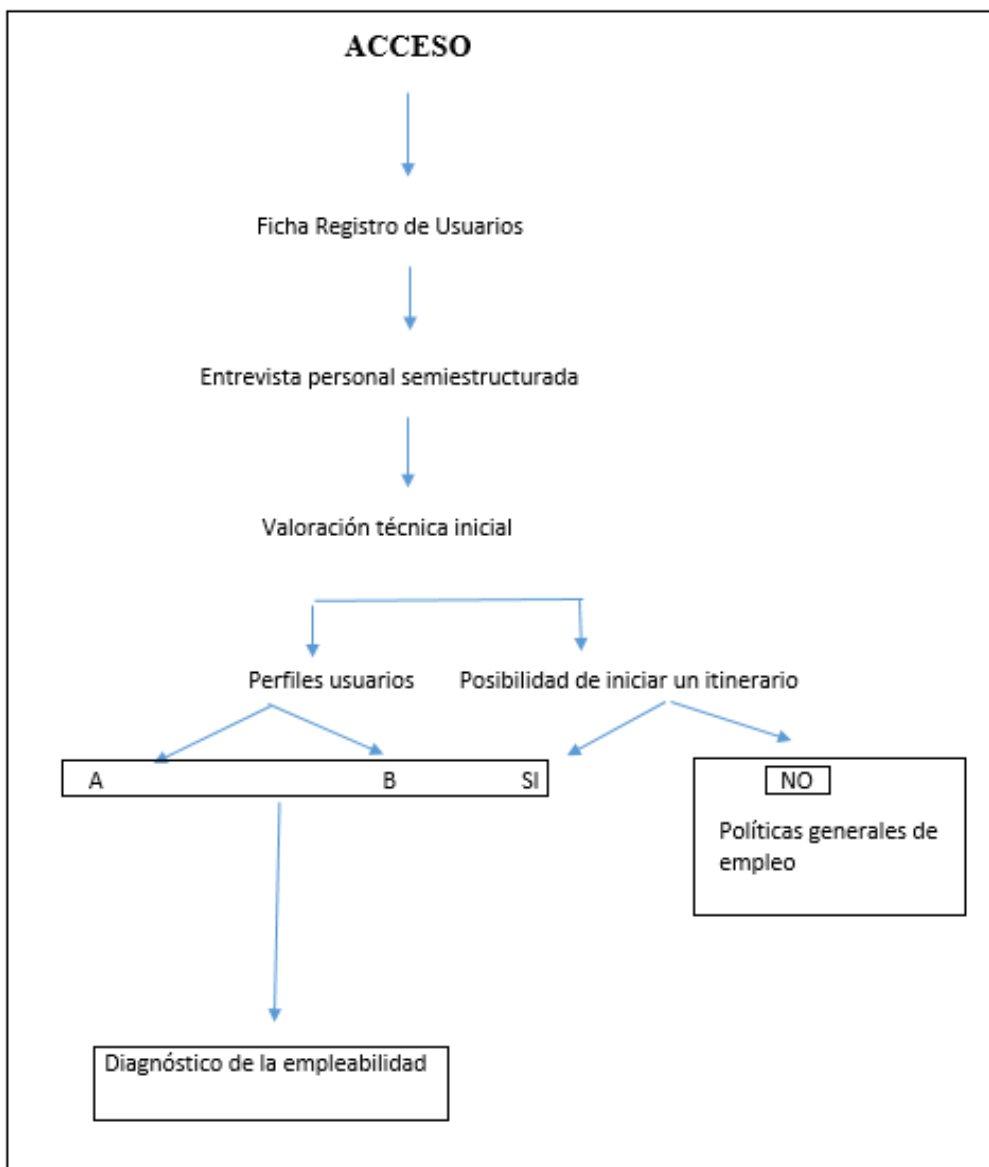 ACCESO
Ficha Registro de Usuarios
Entrevista personal semiestructurada
Valoración técnica inicial
Perfiles usuarios
Posibilidad de iniciar un itinerario
A B SI
NO
Políticas generales de
empleo
Diagnóstico de la empleabilidad